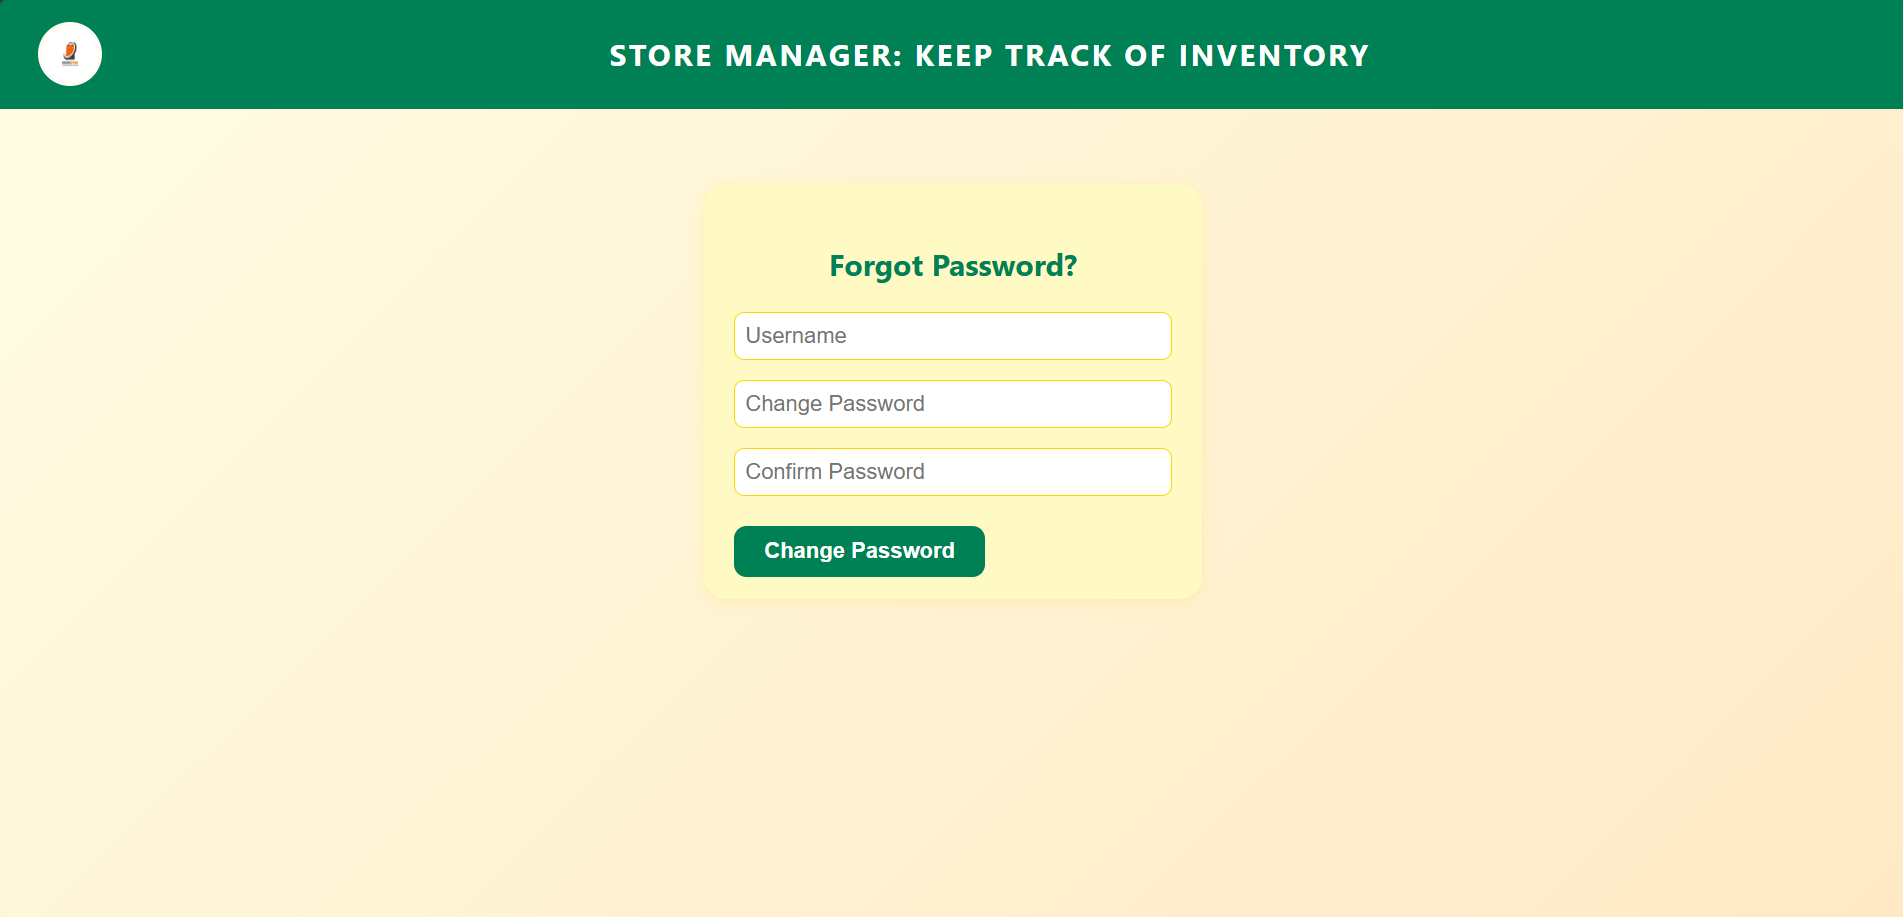 STORE MANAGER: KEEP TRACK OF INVENTORY
Forgot Password?
Username
Change Password
Confirm Password
Change Password